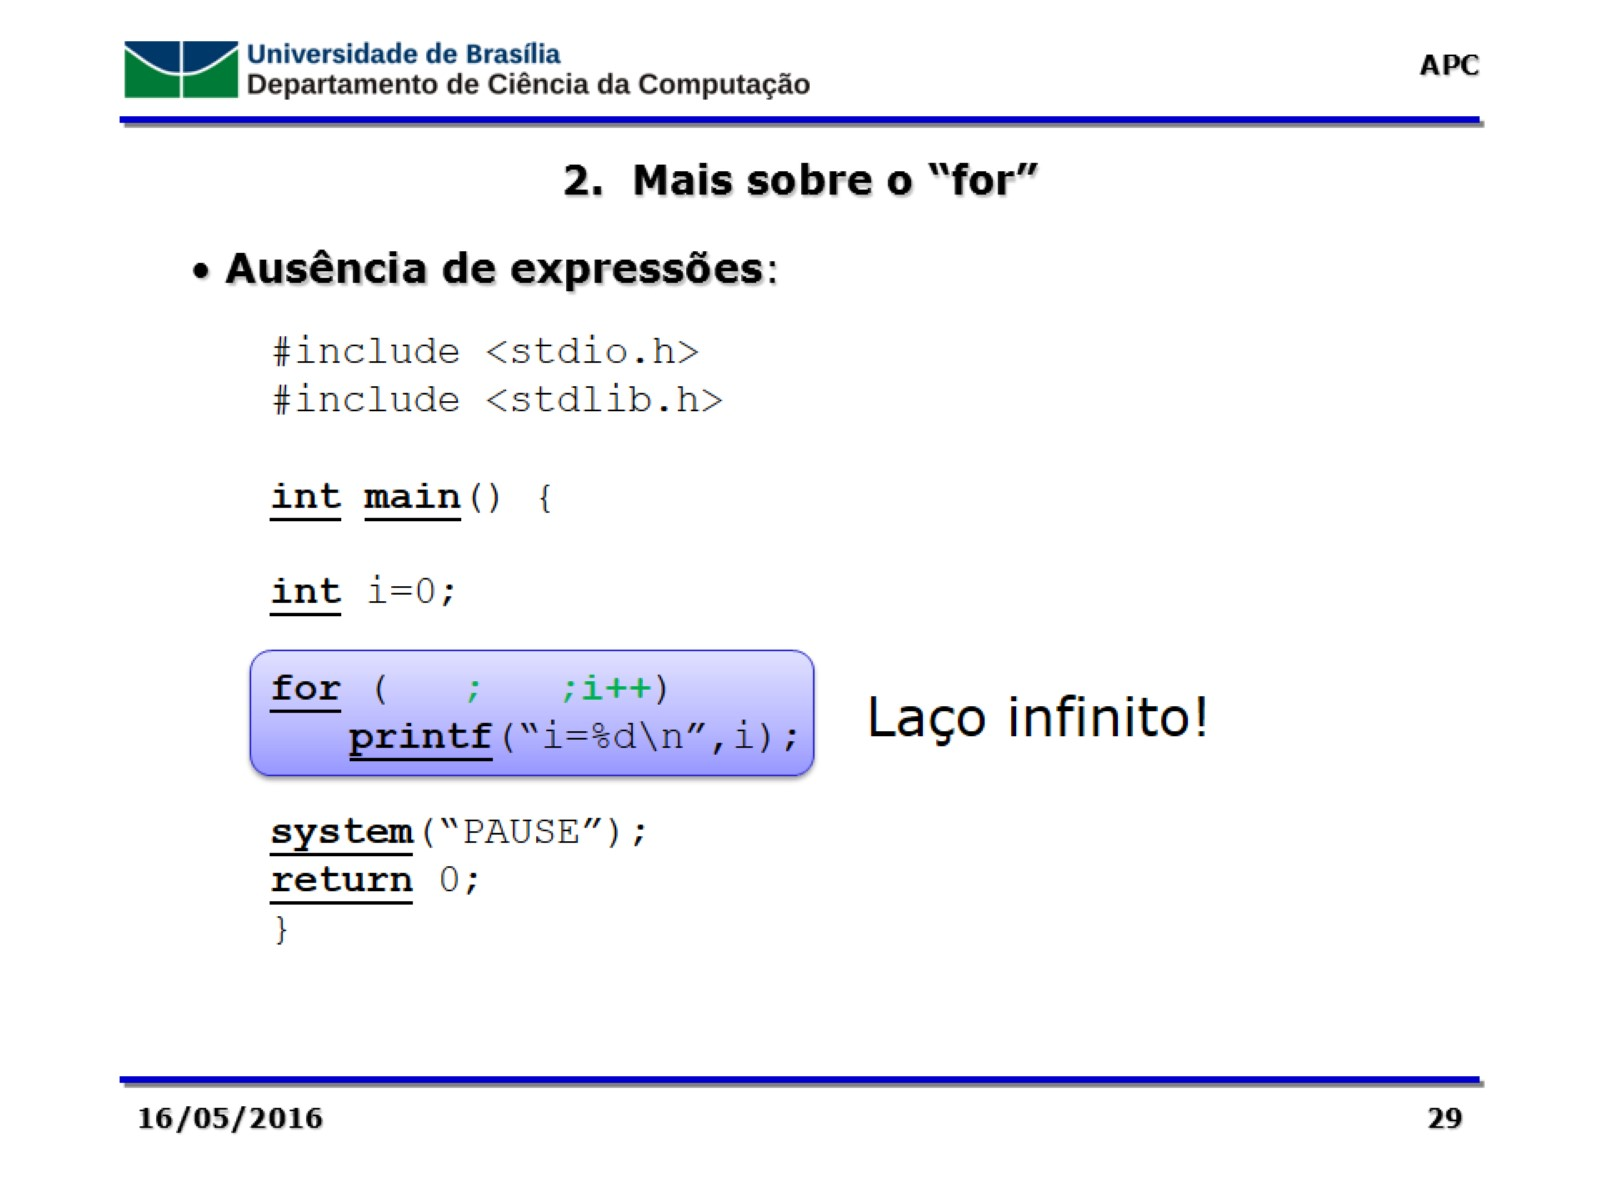 Universidade de Brasília
Departamento de Ciência da Computação
APC
2. Mais sobre o “for”
• Ausência de expressões:
#include <stdio.h>
#include <stdlib.h>
int main() {
int i=0;
for ( ; ;i++)
printf(“i=%d\n”,i);
Laço infinito!
system(“PAUSE”);
return 0;
}
16/05/2016
29